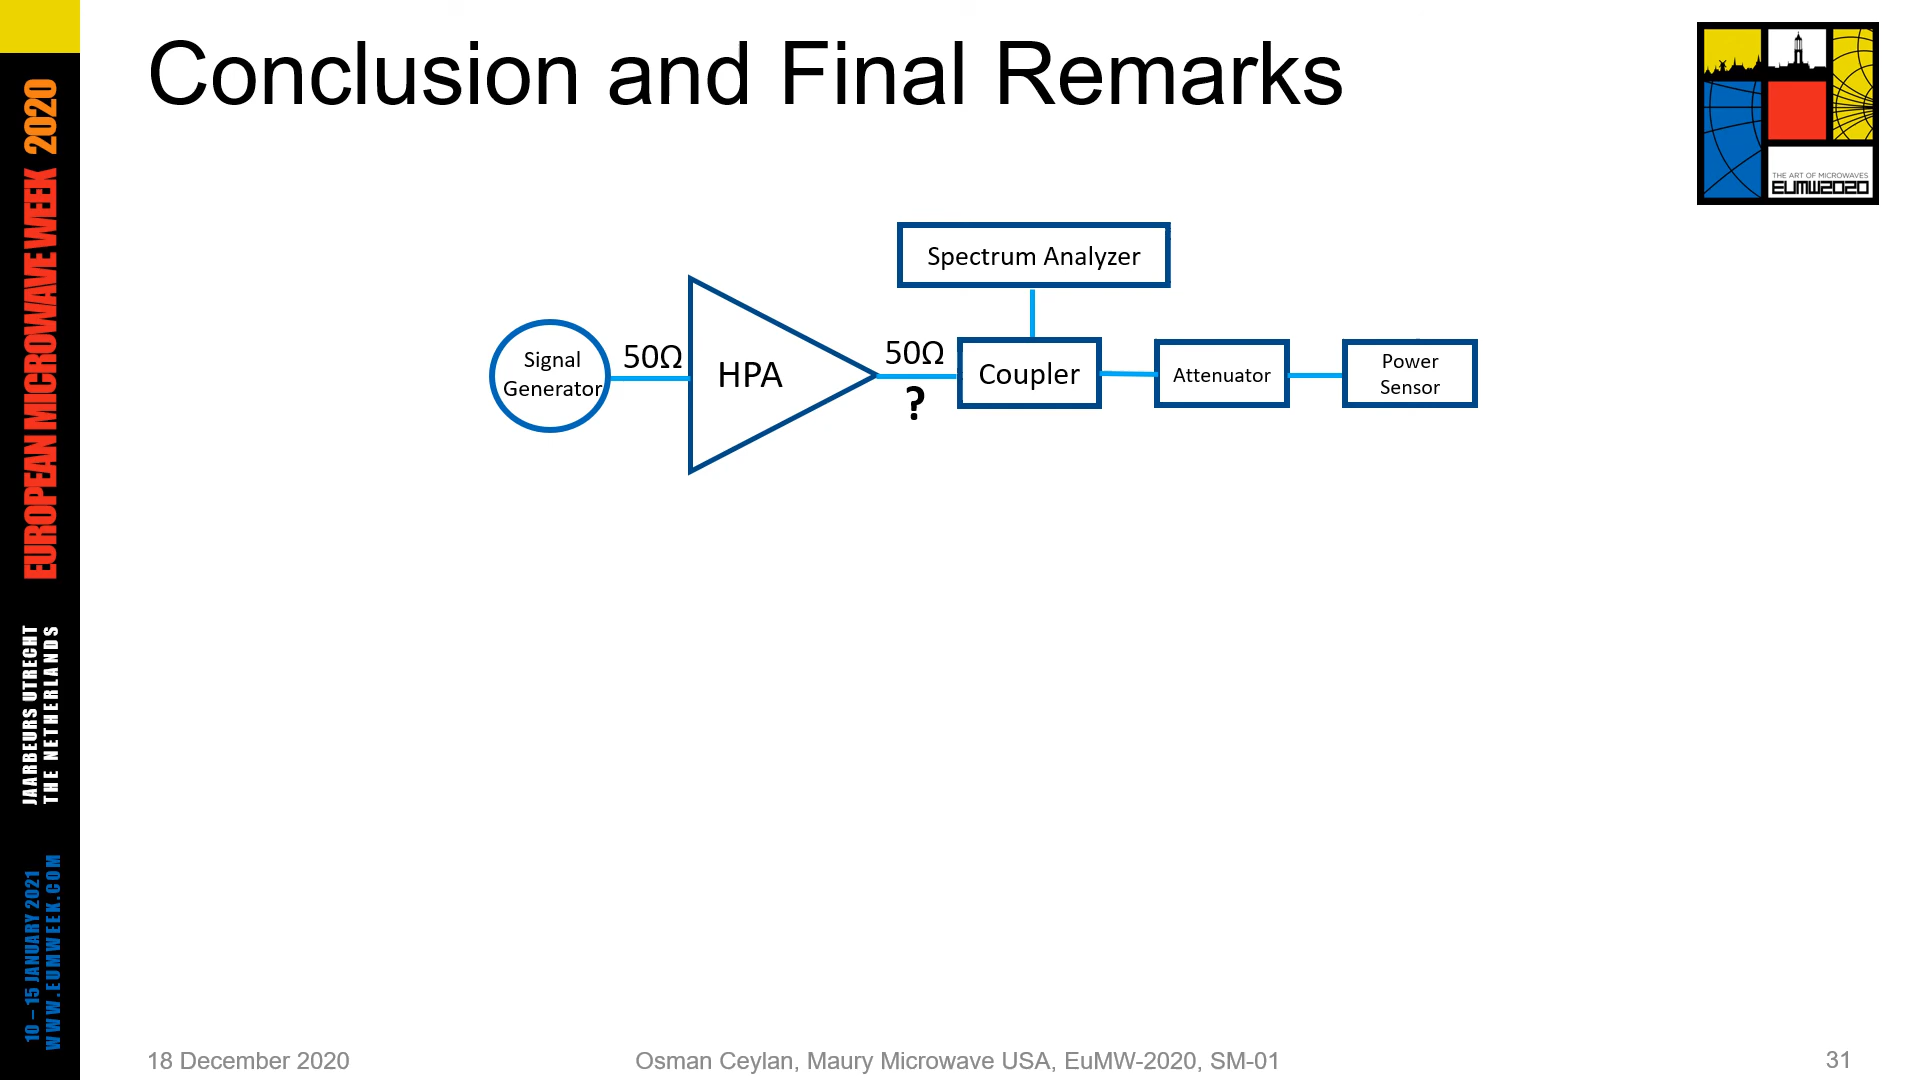 Conclusion and Final Remarks
THE ART OF MICROWAVES
EUMW2020
EUROPEAN MICROWAVE WEEK 2020
JAARBEURS UTRECHT
THE NETHERLANDS
10 – 15 JANUARY 2021
WWW.EUMWEEK.COM
Spectrum Analyzer
Signal
Generator
50Ω
HPA
50Ω
?
Coupler
Attenuator
Power
Sensor
18 December 2020
Osman Ceylan, Maury Microwave USA, EuMW-2020, SM-01
31